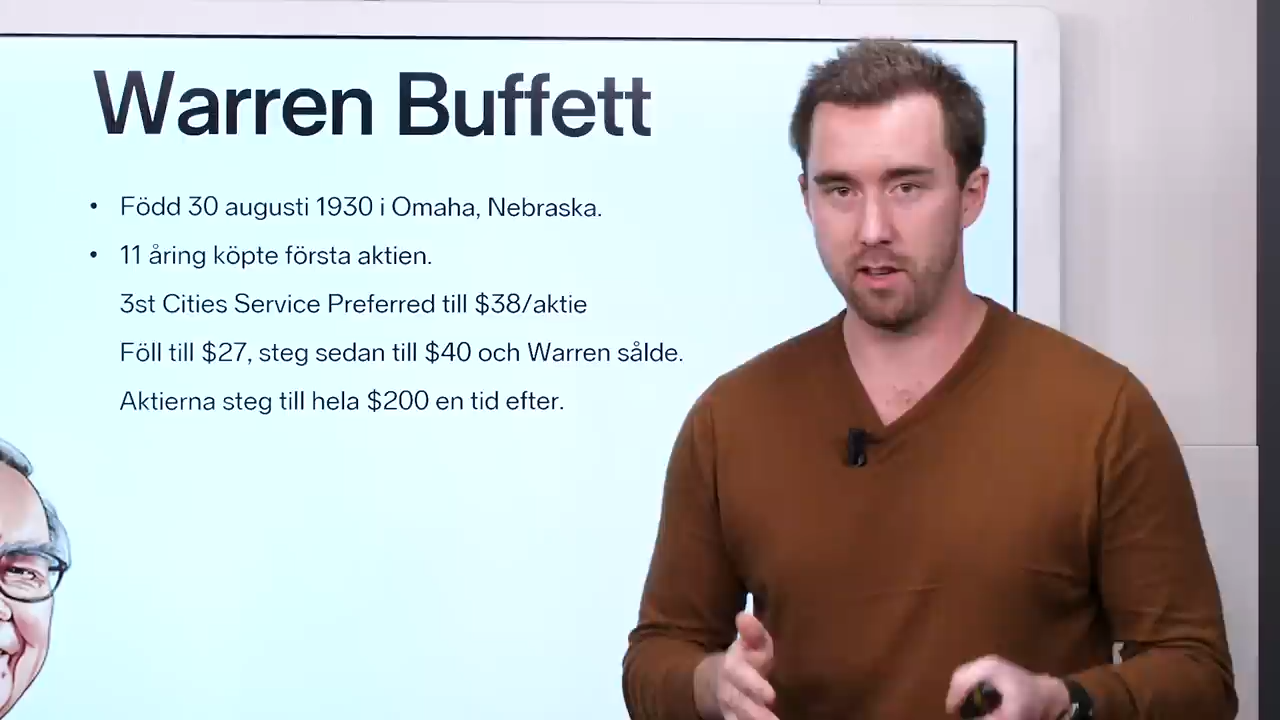 Warren Buffett
• Född 30 augusti 1930 i Omaha, Nebraska.
• 11 åring köpte första aktien.
3st Cities Service Preferred till $38/aktie
Föll till $27, steg sedan till $40 och Warren sålde.
Aktierna steg till hela $200 en tid efter.